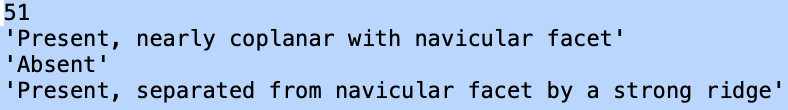 51
'Present, nearly coplanar with navicular facet'
'Absent'
'Present, separated from navicular facet by a strong ridge'